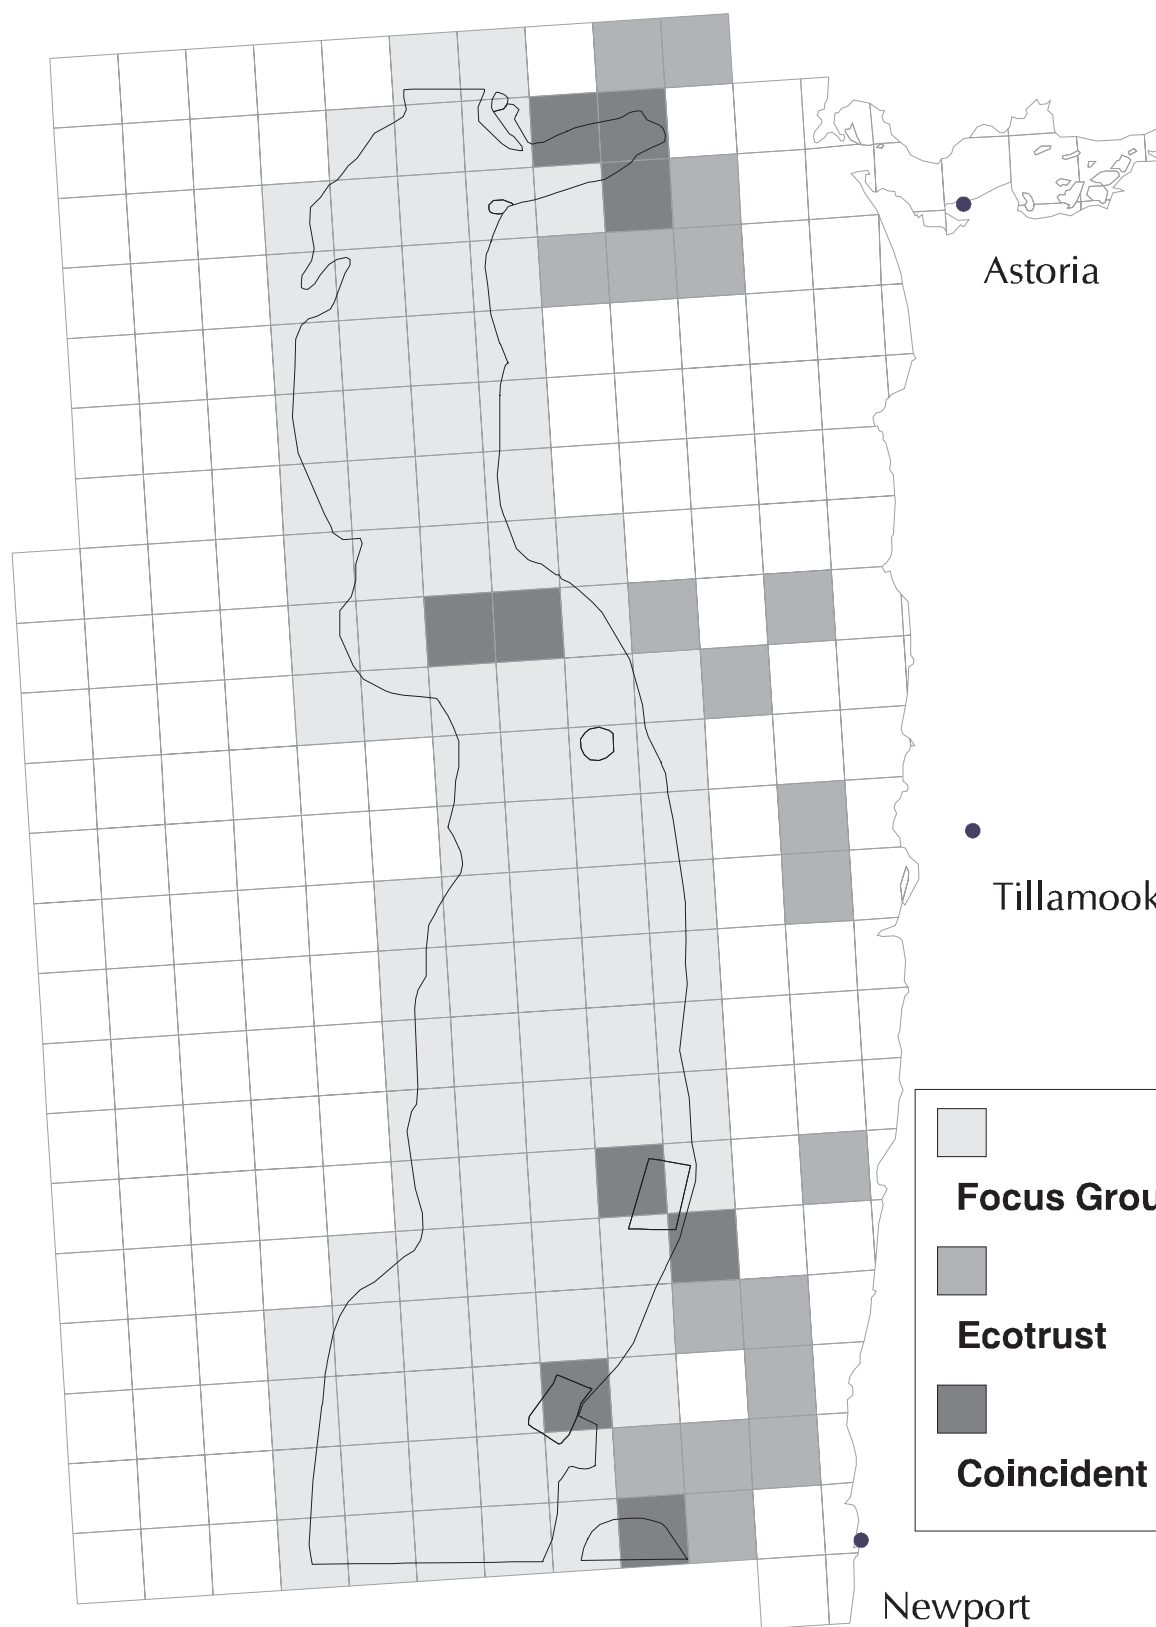 Astoria
Tillamook
Focus Grou
Ecotrust
Coincident
Newport